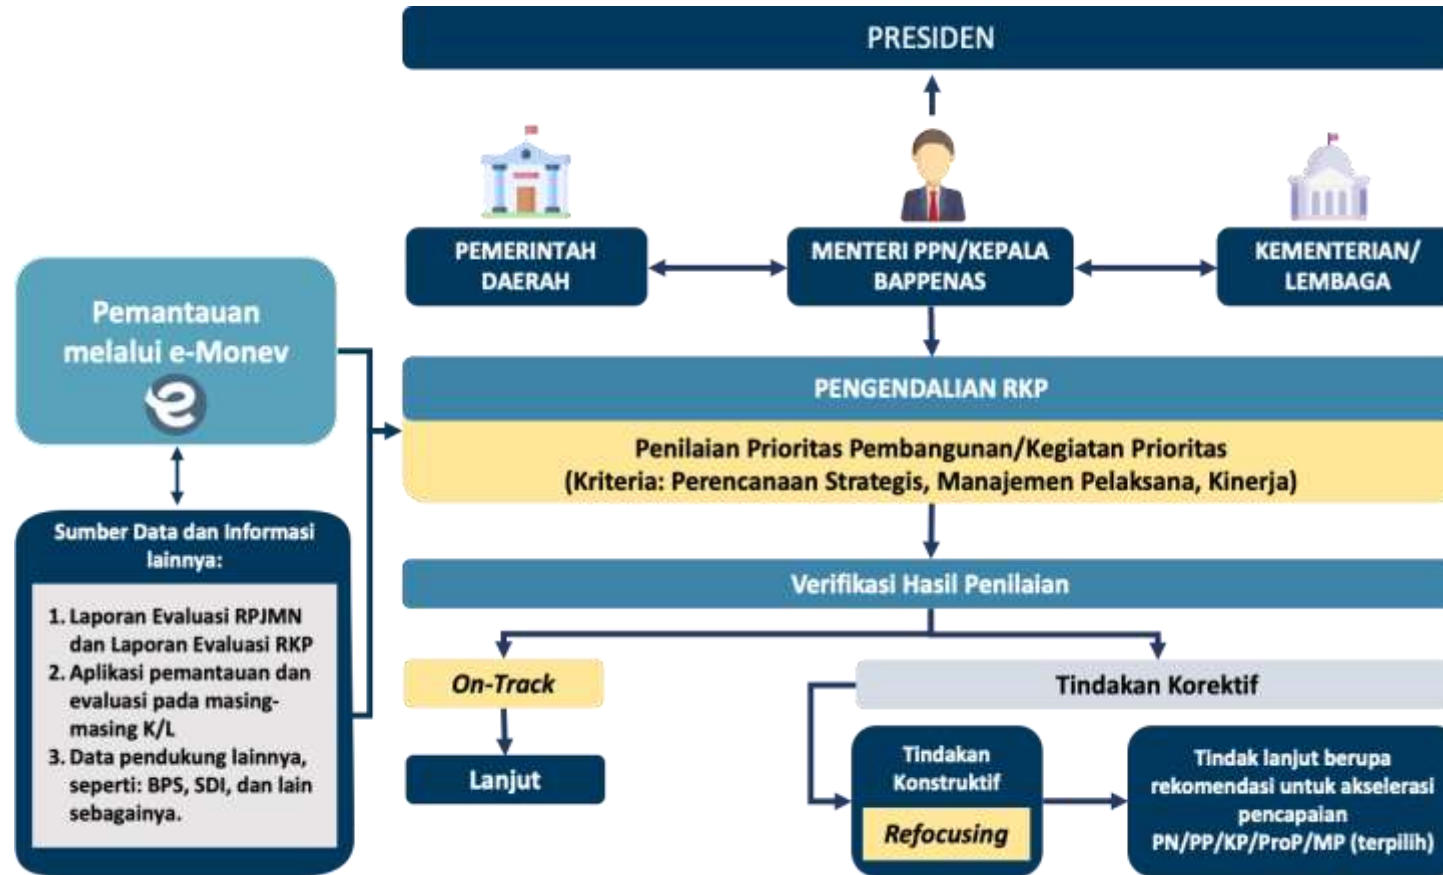 PRESIDEN
PEMERINTAH
DAERAH
MENTERI PPN/KEPALA
BAPPENAS
KEMENTERIAN/
LEMBAGA
Pemantauan
melalui e-Monev
e
PENGENDALIAN RKP
Penilaian Prioritas Pembangunan/Kegiatan Prioritas
(Kriteria: Perencanaan Strategis, Manajemen Pelaksana, Kinerja)
Sumber Data dan Informasi
lainnya:
1. Laporan Evaluasi RPJMN
dan Laporan Evaluasi RKP
2. Aplikasi pemantauan dan
evaluasi pada masing-
masing K/L
3. Data pendukung lainnya,
seperti: BPS, SDI, dan lain
sebagainya.
Verifikasi Hasil Penilaian
On-Track
Lanjut
Tindakan Korektif
Tindakan
Konstruktif
Refocusing
Tindak lanjut berupa
rekomendasi untuk akselerasi
pencapaian
PN/PP/KP/ProP/MP (terpilih)